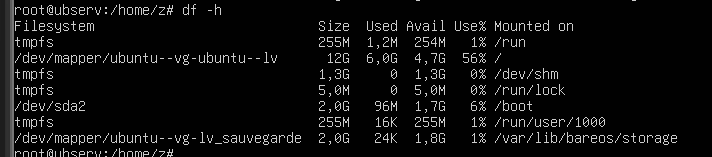 root@ubserv:/home/z# df -h
Filesystem                          Size  Used Avail Use% Mounted on
tmpfs                               255M  1,2M  254M   1% /run
/dev/mapper/ubuntu--vg-ubuntu--lv    12G  6,0G  4,7G  56% /
tmpfs                               1,3G     0  1,3G   0% /dev/shm
tmpfs                               5,0M     0  5,0M   0% /run/lock
/dev/sda2                           2,0G   96M  1,7G   6% /boot
tmpfs                               255M   16K  255M   1% /run/user/1000
/dev/mapper/ubuntu--vg-lv_sauvegarde  2,0G   24K  1,8G   1% /var/lib/bareos/storage
root@ubserv:/home/z#